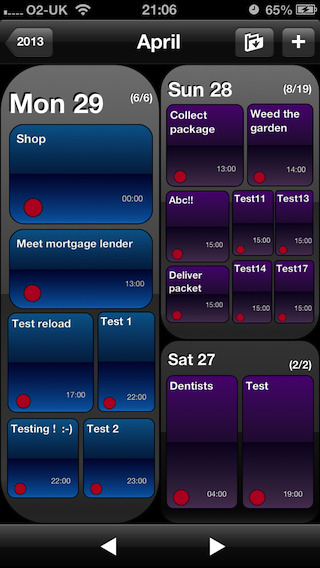 O2-UK 21:06 65%
2013 April +
Mon 29 (6/6)
Shop
00:00
Meet mortgage lender
13:00
Test reload
17:00
Test 1
22:00
Testing ! :-)
22:00
Test 2
23:00
Sun 28 (8/19)
Collect
package
13:00
Weed the
garden
14:00
Abc!!
15:00
Test11
15:00
Test13
15:00
Deliver
packet
15:00
Test14
15:00
Test17
15:00
Sat 27 (2/2)
Dentists
04:00
Test
19:00